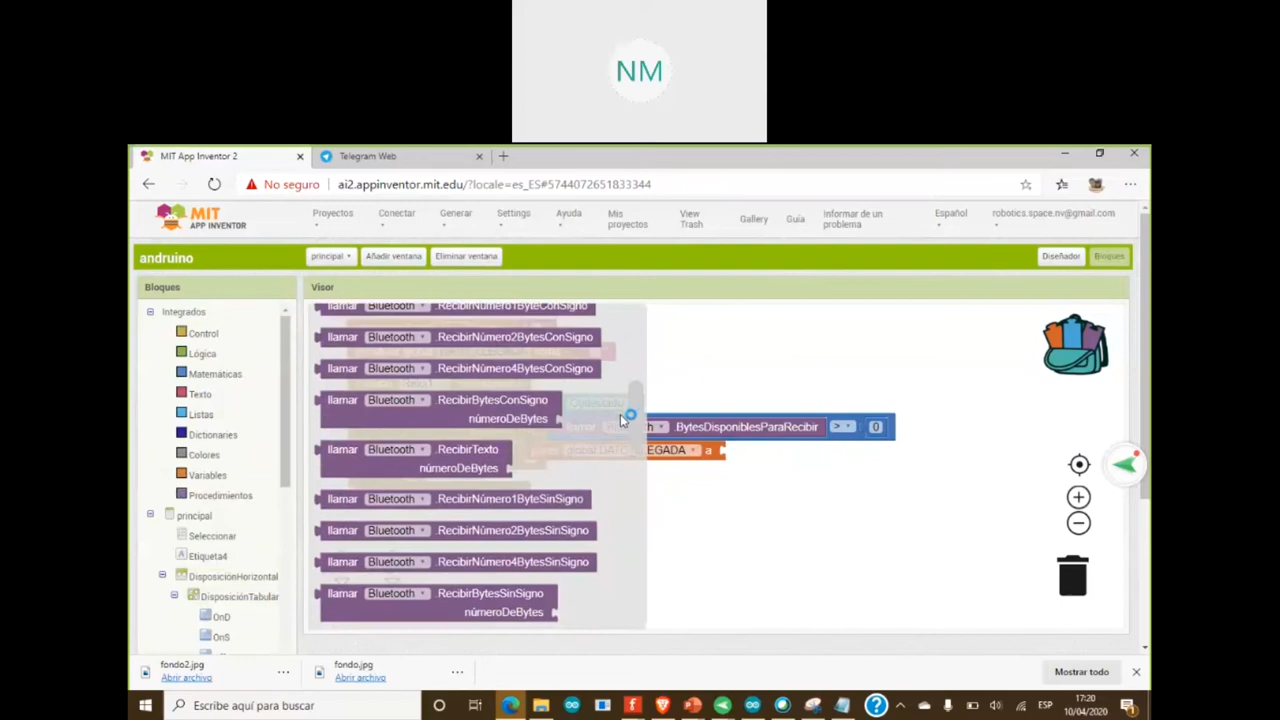 NM
MIT App Inventor 2
Telegram Web
No seguro
ai2.appinventor.mit.edu/?locale=es_ES#5744072651833344
MIT
APP INVENTOR
Proyectos
Conectar
Generar
Settings
Ayuda
Mis proyectos
View Trash
Gallery
Guía
Informar de un problema
Español
robotics.space.nv@gmail.com
andruino
principal
Añadir ventana
Eliminar ventana
Diseñador
Bloques
Bloques
Visor
Integrados
Control
Lógica
Matemáticas
Texto
Listas
Dictionaries
Colores
Variables
Procedimientos
principal
Seleccionar
Etiqueta4
DisposiciónHorizontal
DisposiciónTabular
OnD
OnS
llamar Bluetooth .RecibirNúmero1ByteConSigno
llamar Bluetooth .RecibirNúmero2BytesConSigno
llamar Bluetooth .RecibirNúmero4BytesConSigno
llamar Bluetooth .RecibirBytesConSigno
númeroDeBytes
.BytesDisponiblesParaRecibir > 0
llamar Bluetooth .RecibirTexto
númeroDeBytes
a
llamar Bluetooth .RecibirNúmero1ByteSinSigno
llamar Bluetooth .RecibirNúmero2BytesSinSigno
llamar Bluetooth .RecibirNúmero4BytesSinSigno
llamar Bluetooth .RecibirBytesSinSigno
númeroDeBytes
fondo2.jpg
Abrir archivo
fondo.jpg
Abrir archivo
Mostrar todo
Escribe aquí para buscar
ESP
17:20
10/04/2020